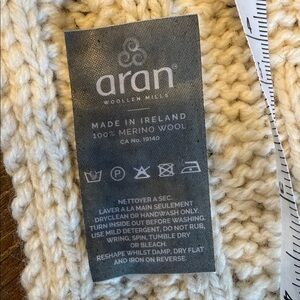 aran®
WOOLLEN MILLS
MADE IN IRELAND
100% MERINO WOOL
CA No. 19140
NETTOYER A SEC.
LAVER A LA MAIN SEULEMENT
DRYCLEAN OR HANDWASH ONLY.
TURN INSIDE OUT BEFORE WASHING.
USE MILD DETERGENT, DO NOT RUB,
WRING, SPIN, TUMBLE DRY
OR BLEACH.
RESHAPE WHILST DAMP, DRY FLAT
AND IRON ON REVERSE.